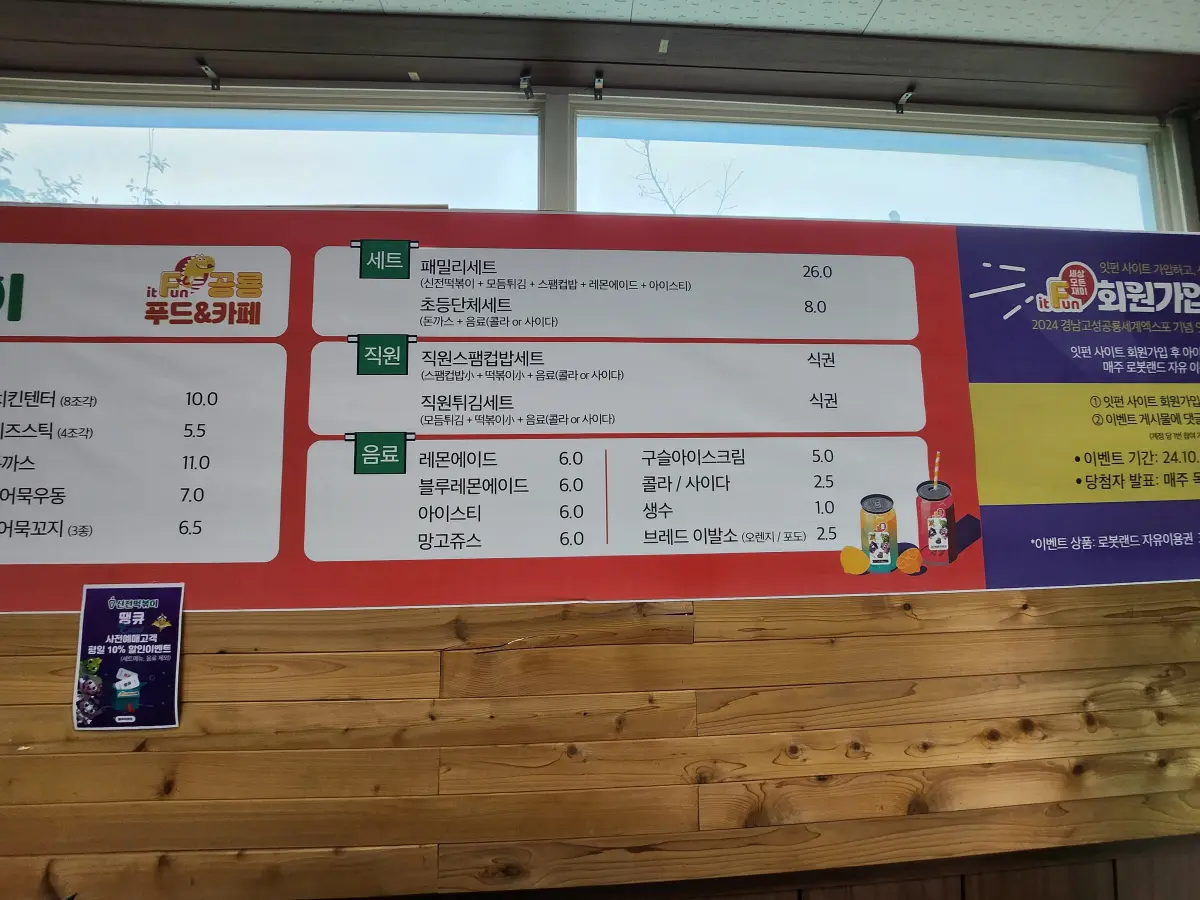 이
it Fun 공룡
푸드&카페
치킨텐터 (8조각) 10.0
즈스틱 (4조각) 5.5
까스 11.0
어묵우동 7.0
어묵꼬지 (3종) 6.5
세트
패밀리세트 26.0
(신전떡볶이 + 모듬튀김 + 스팸컵밥 + 레몬에이드 + 아이스티)
초등단체세트 8.0
(돈까스 + 음료(콜라 or 사이다)
직원
직원스팸컵밥세트 식권
(스팸컵밥小 + 떡볶이小 + 음료(콜라 or 사이다)
직원튀김세트 식권
(모듬튀김 + 떡볶이小 + 음료(콜라 or 사이다)
음료
레몬에이드 6.0
블루레몬에이드 6.0
아이스티 6.0
망고쥬스 6.0
구슬아이스크림 5.0
콜라 / 사이다 2.5
생수 1.0
브레드 이발소 (오렌지 / 포도) 2.5
잇펀 사이트 가입하고,
세상
모든
재미
it Fun 회원가입
2024 경남고성공룡세계엑스포 기념
잇펀 사이트 회원가입 후
매주 로봇랜드 자유
① 잇펀 사이트 회원가입
② 이벤트 게시물에 댓글
• 이벤트 기간: 24.10.
• 당첨자 발표: 매주
*이벤트 상품: 로봇랜드 자유이용권
신전떡볶이
땡큐
사전예매고객
평일 10% 할인이벤트
(세트메뉴, 음료 제외)